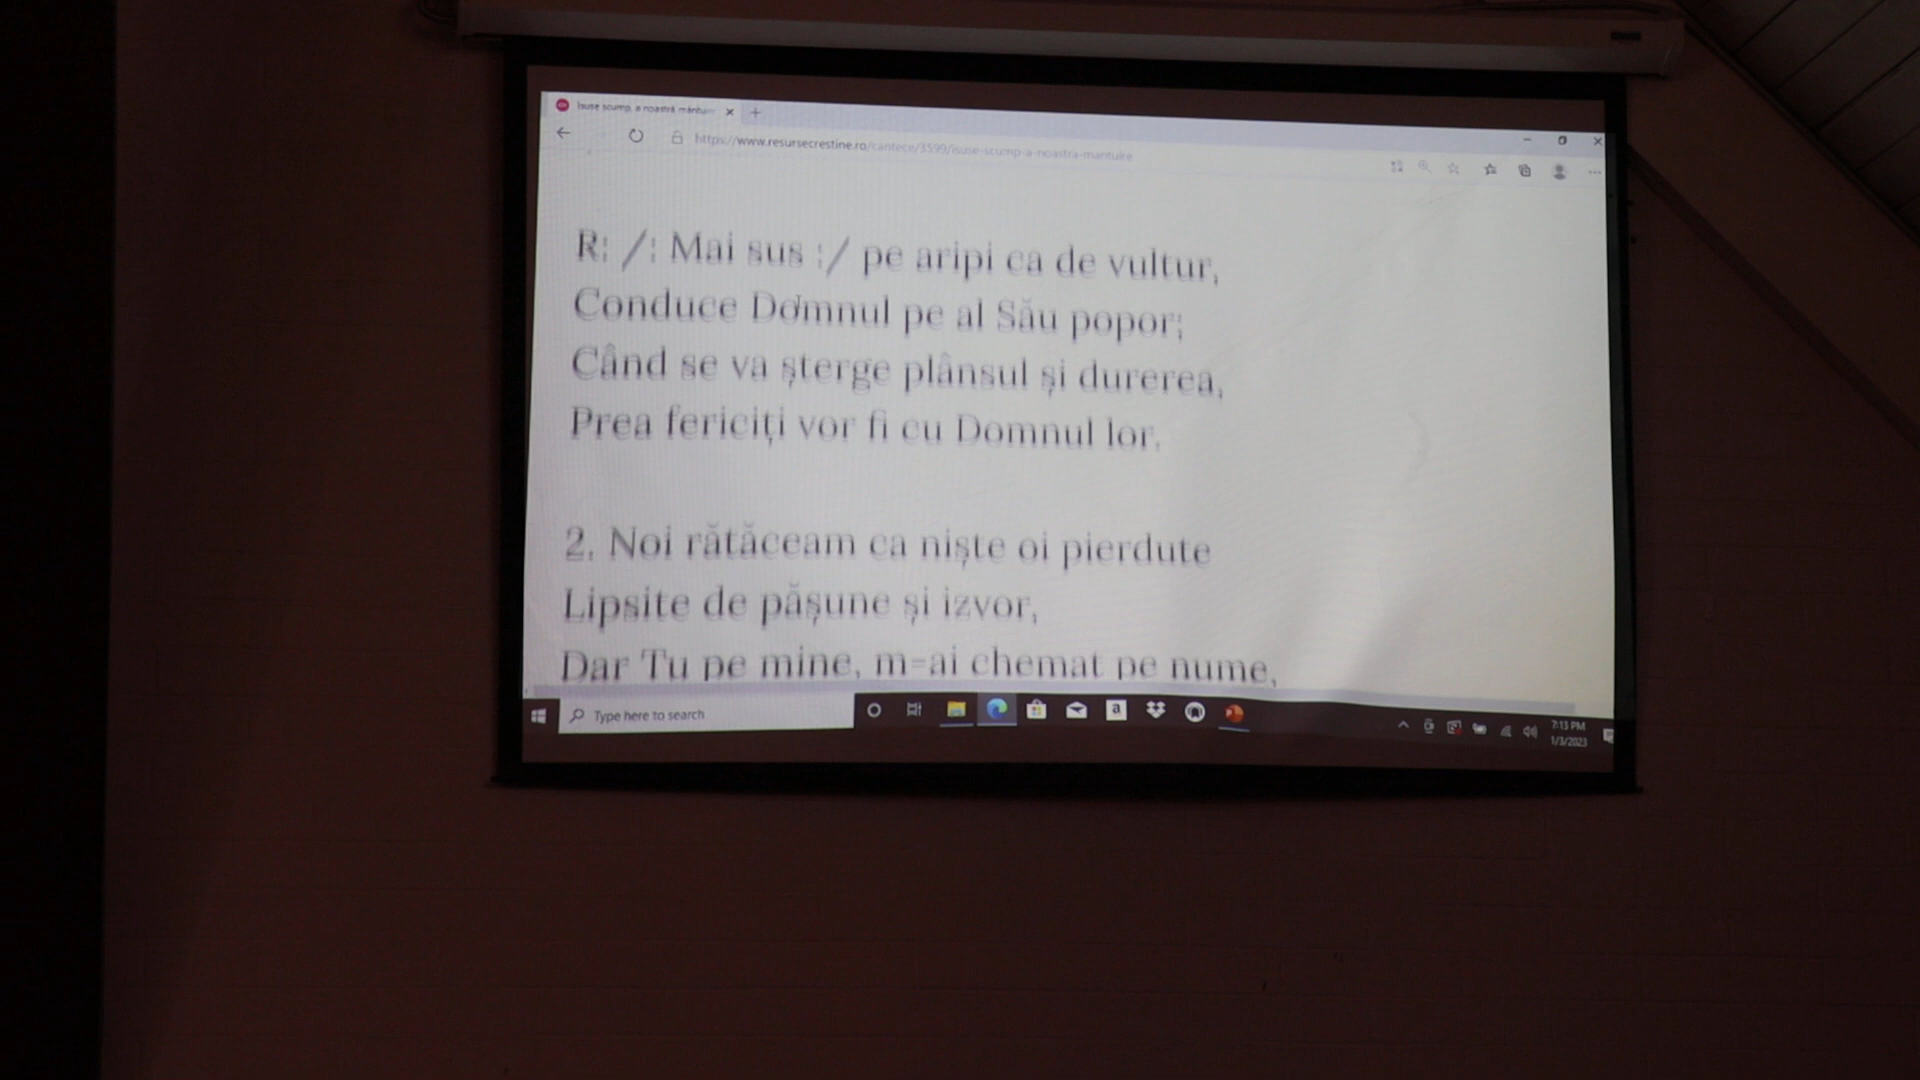 Isuse scump, a noastră mântuir
https://www.resursecrestine.ro/cantece/3599/isuse-scump-a-noastra-mantuire
R: /: Mai sus :/ pe aripi ca de vultur,
Conduce Domnul pe al Său popor;
Când se va șterge plânsul și durerea,
Prea fericiți vor fi cu Domnul lor.
2. Noi rătăceam ca niște oi pierdute
Lipsite de pășune și izvor,
Dar Tu pe mine, m-ai chemat pe nume,
Type here to search
a
7:13 PM
1/3/2023